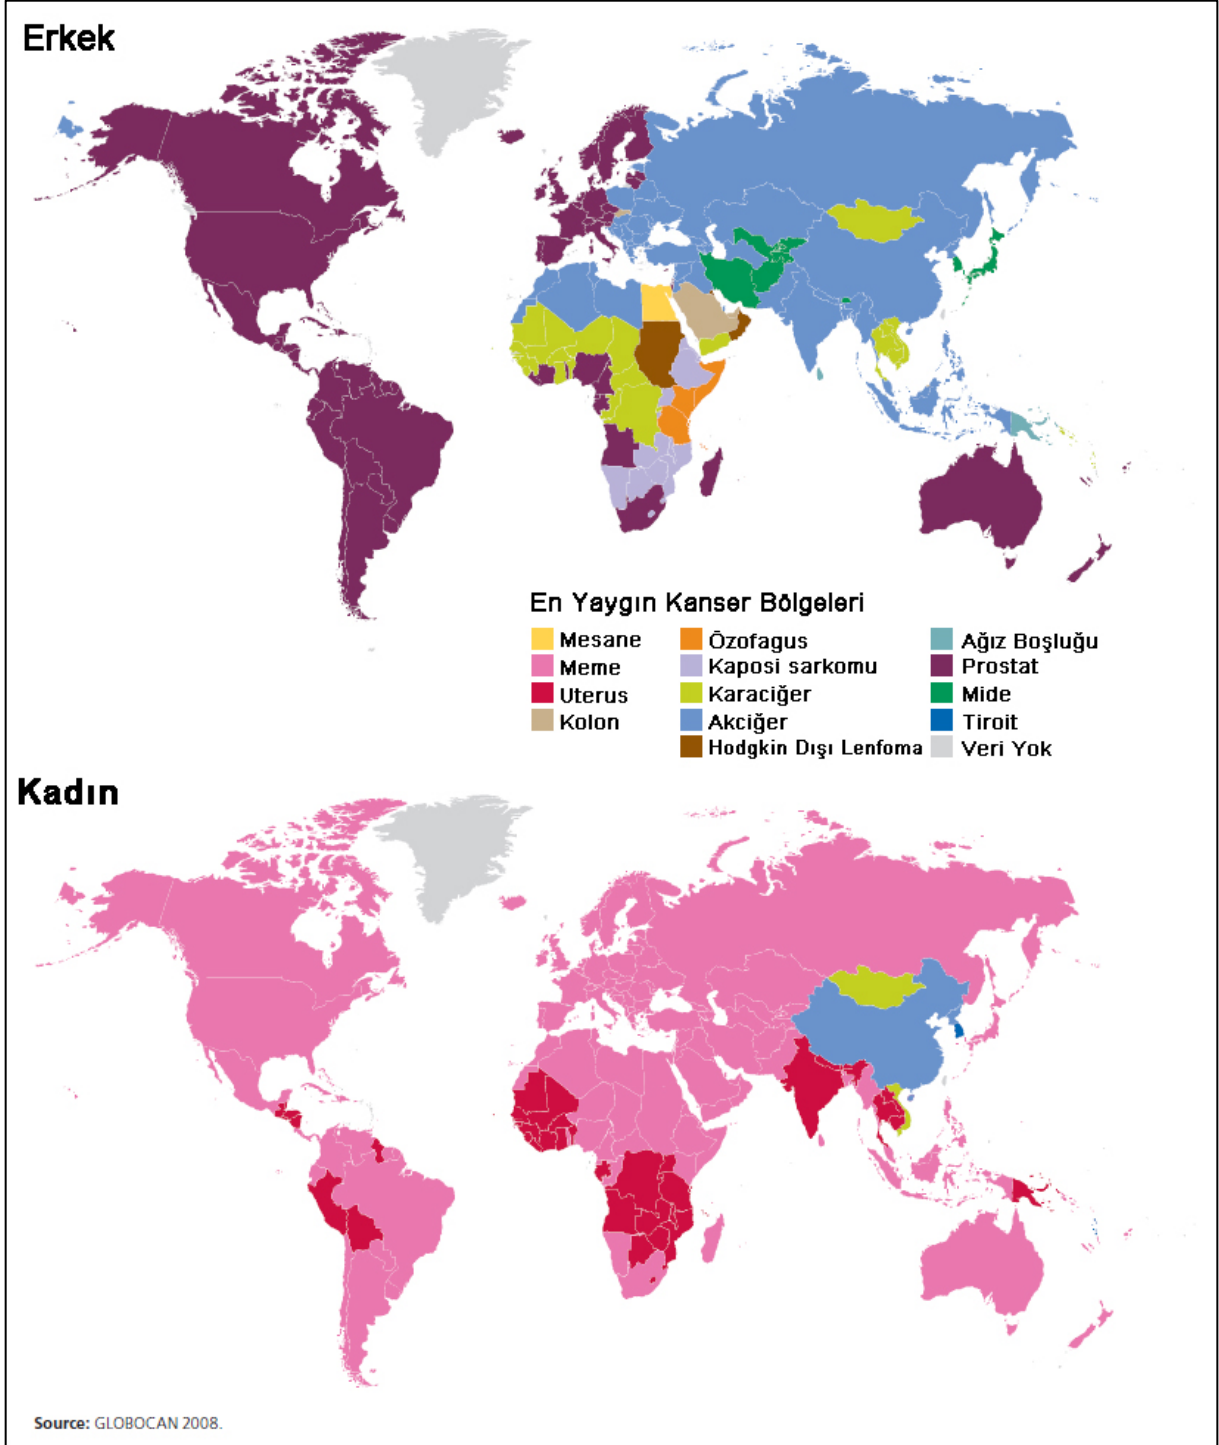 Erkek
En Yaygın Kanser Bölgeleri
Mesane
Meme
Uterus
Kolon
Özofagus
Kaposi sarkomu
Karaciğer
Akciğer
Hodgkin Dışı Lenfoma
Ağız Boşluğu
Prostat
Mide
Tiroit
Veri Yok
Kadın
Source: GLOBOCAN 2008.